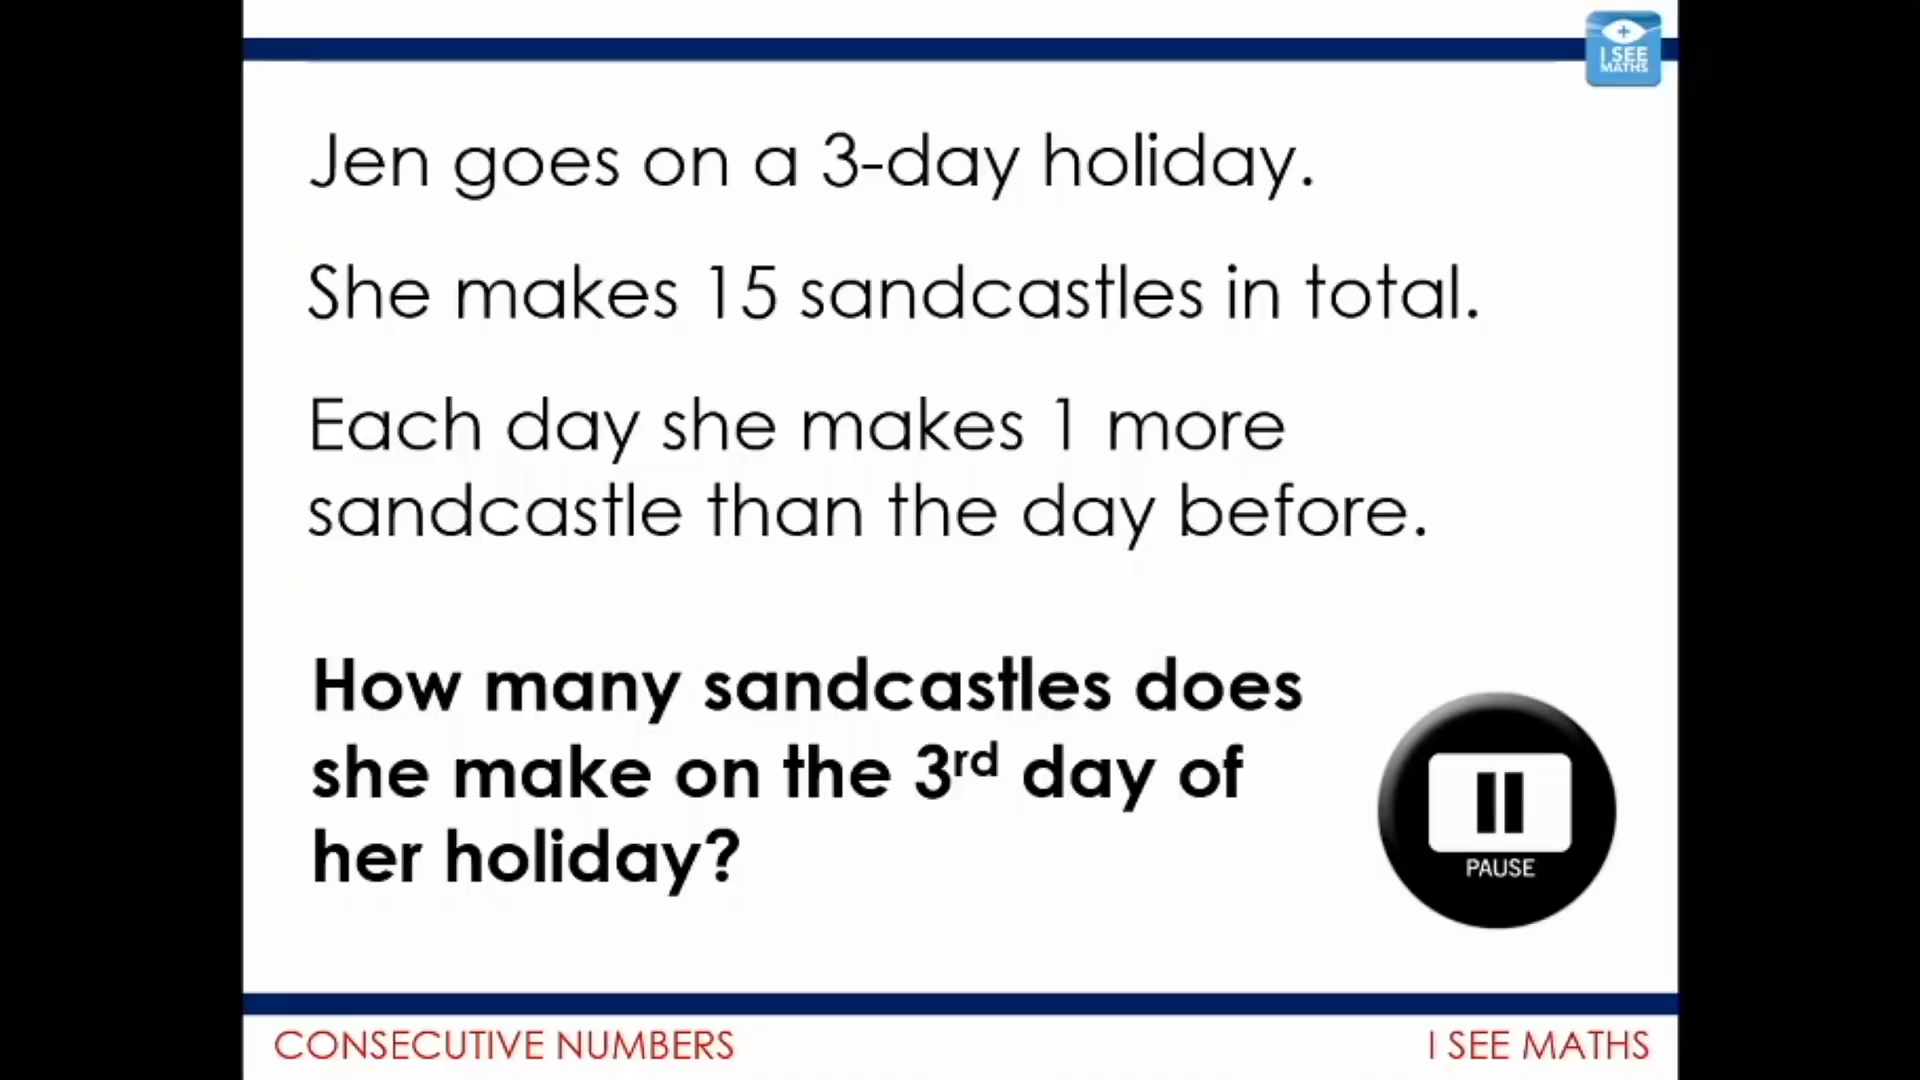 I SEE
MATHS
Jen goes on a 3-day holiday.
She makes 15 sandcastles in total.
Each day she makes 1 more
sandcastle than the day before.
How many sandcastles does
she make on the 3rd day of
her holiday?
PAUSE
CONSECUTIVE NUMBERS
I SEE MATHS